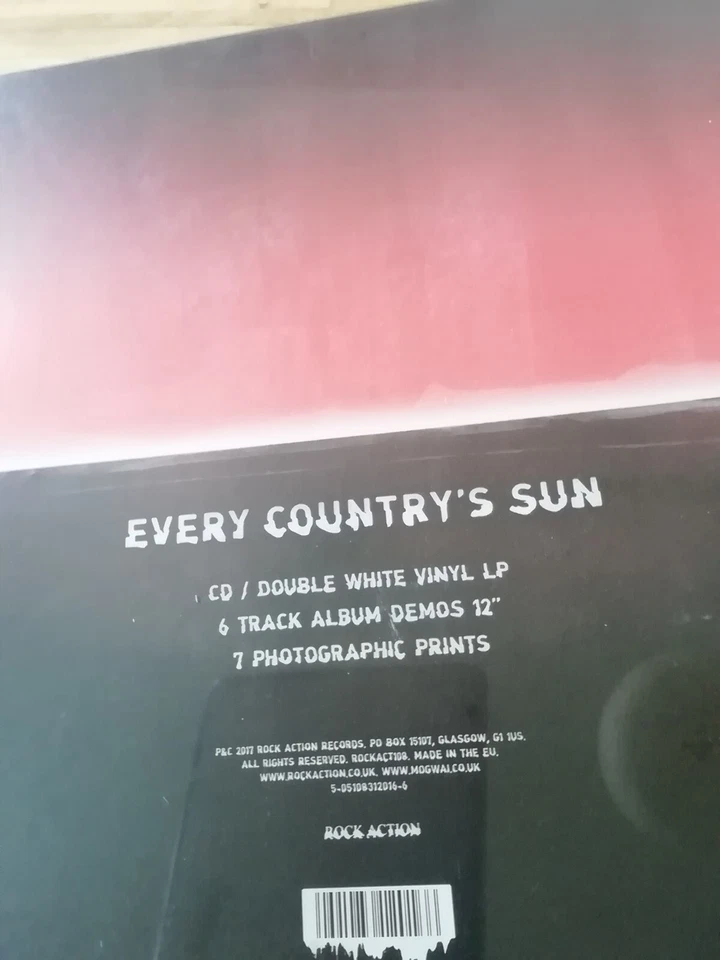 EVERY COUNTRY'S SUN
CD / DOUBLE WHITE VINYL LP
6 TRACK ALBUM DEMOS 12"
7 PHOTOGRAPHIC PRINTS
P&C 2017 ROCK ACTION RECORDS. PO BOX 15107, GLASGOW, G1 1US.
ALL RIGHTS RESERVED. ROCKACT108. MADE IN THE EU.
WWW.ROCKACTION.CO.UK. WWW.MOGWAI.CO.UK
5-05108312016-6
ROCK ACTION